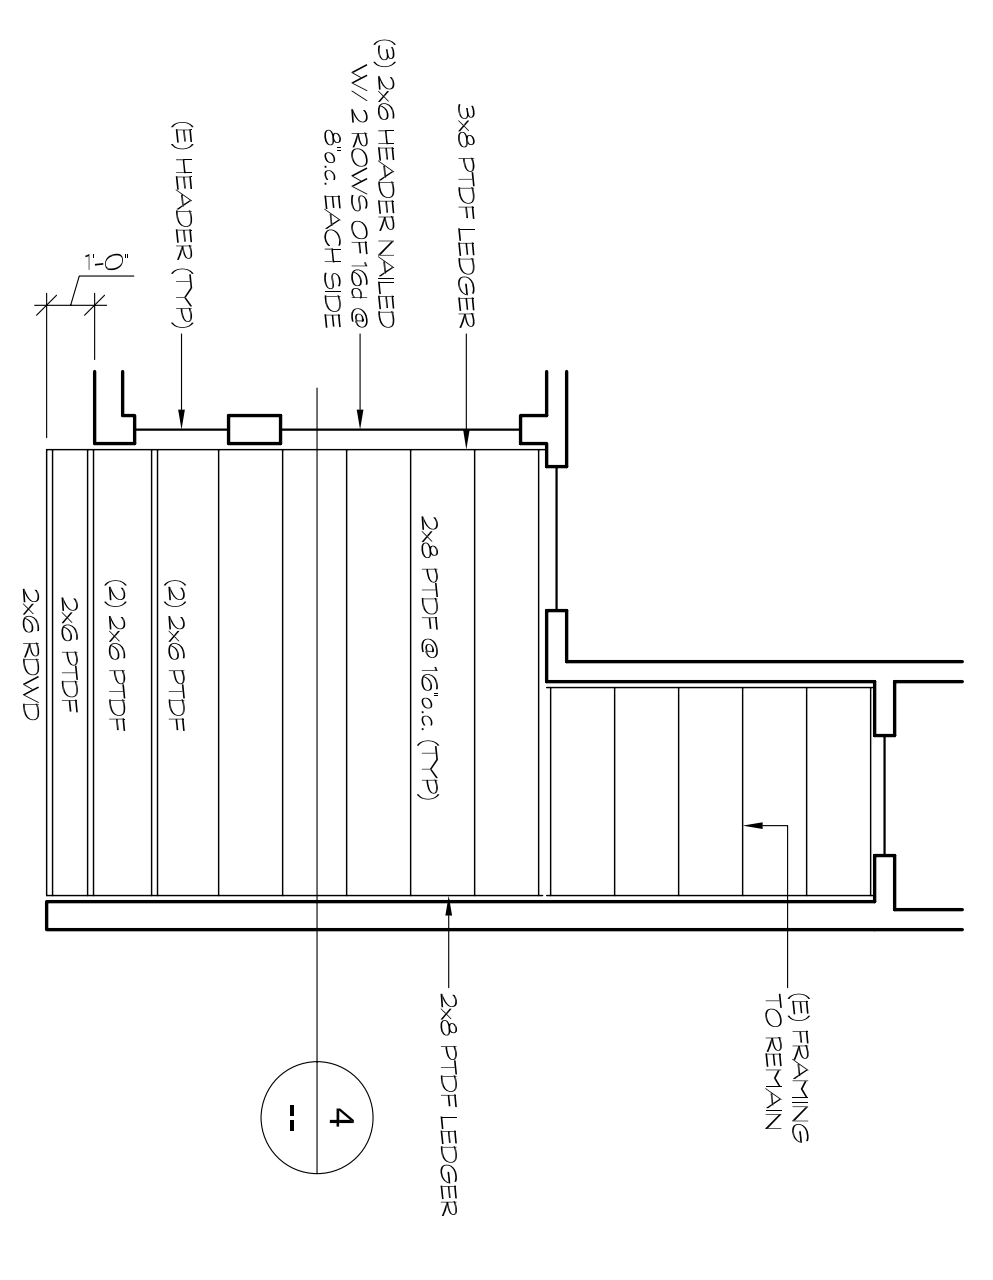 (E) FRAMING
TO REMAIN
3x8 PTDF LEDGER
2x8 PTDF @ 16"o.c. (TYP)
2x8 PTDF LEDGER
(3) 2x6 HEADER NAILED
W/ 2 ROWS OF 16d @
8"o.c. EACH SIDE
4
--
(E) HEADER (TYP)
(2) 2x6 PTDF
(2) 2x6 PTDF
1'-0"
2x6 PTDF
2x6 RDWD